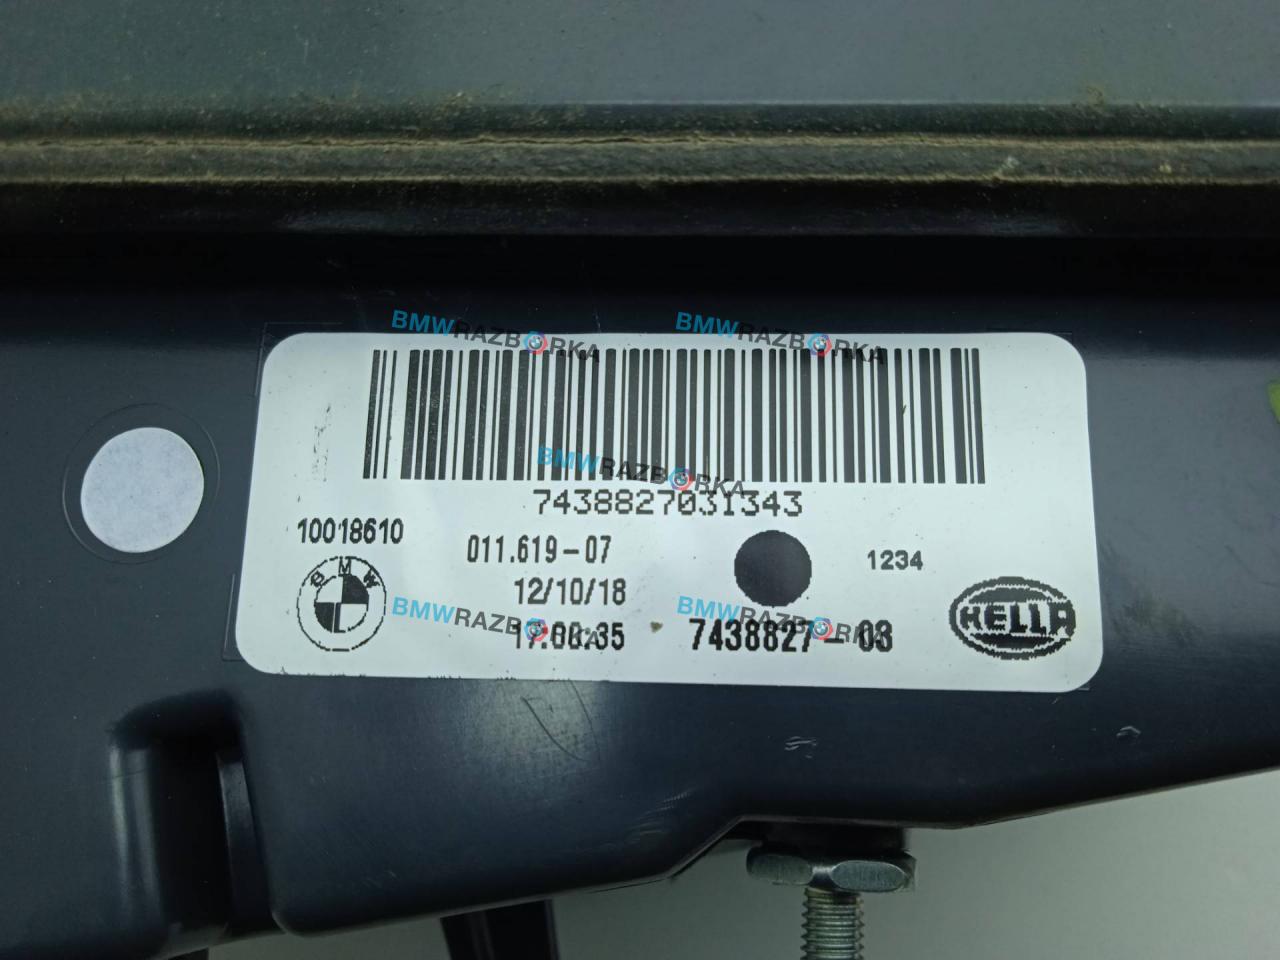 BMWRAZBORKA BMWRAZBORKA
BMWRAZBORKA
7438827031343
10018610
011.619-07
1234
12/10/18
BMW
HELLA
BMWRAZBORKA BMWRAZBORKA
7438827-03